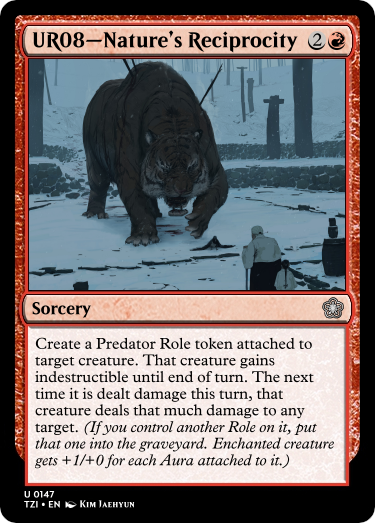 UR08—Nature's Reciprocity 2
Sorcery
Create a Predator Role token attached to
target creature. That creature gains
indestructible until end of turn. The next
time it is dealt damage this turn, that
creature deals that much damage to any
target. (If you control another Role on it, put
that one into the graveyard. Enchanted creature
gets +1/+0 for each Aura attached to it.)
U 0147
TZI • EN Kim Jaehyun